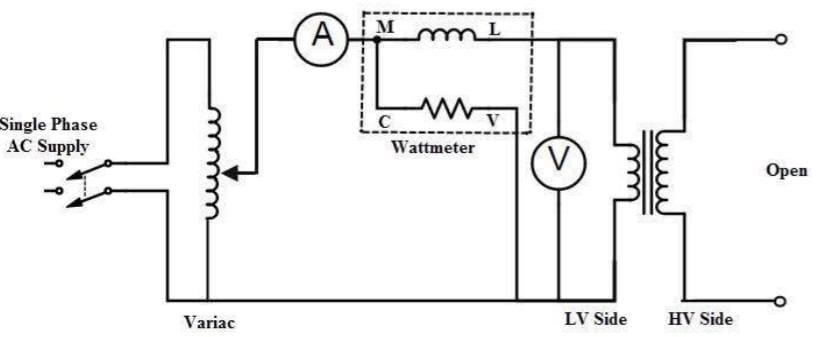 A
M
L
C
V
Wattmeter
Single Phase
AC Supply
V
Open
Variac
LV Side
HV Side